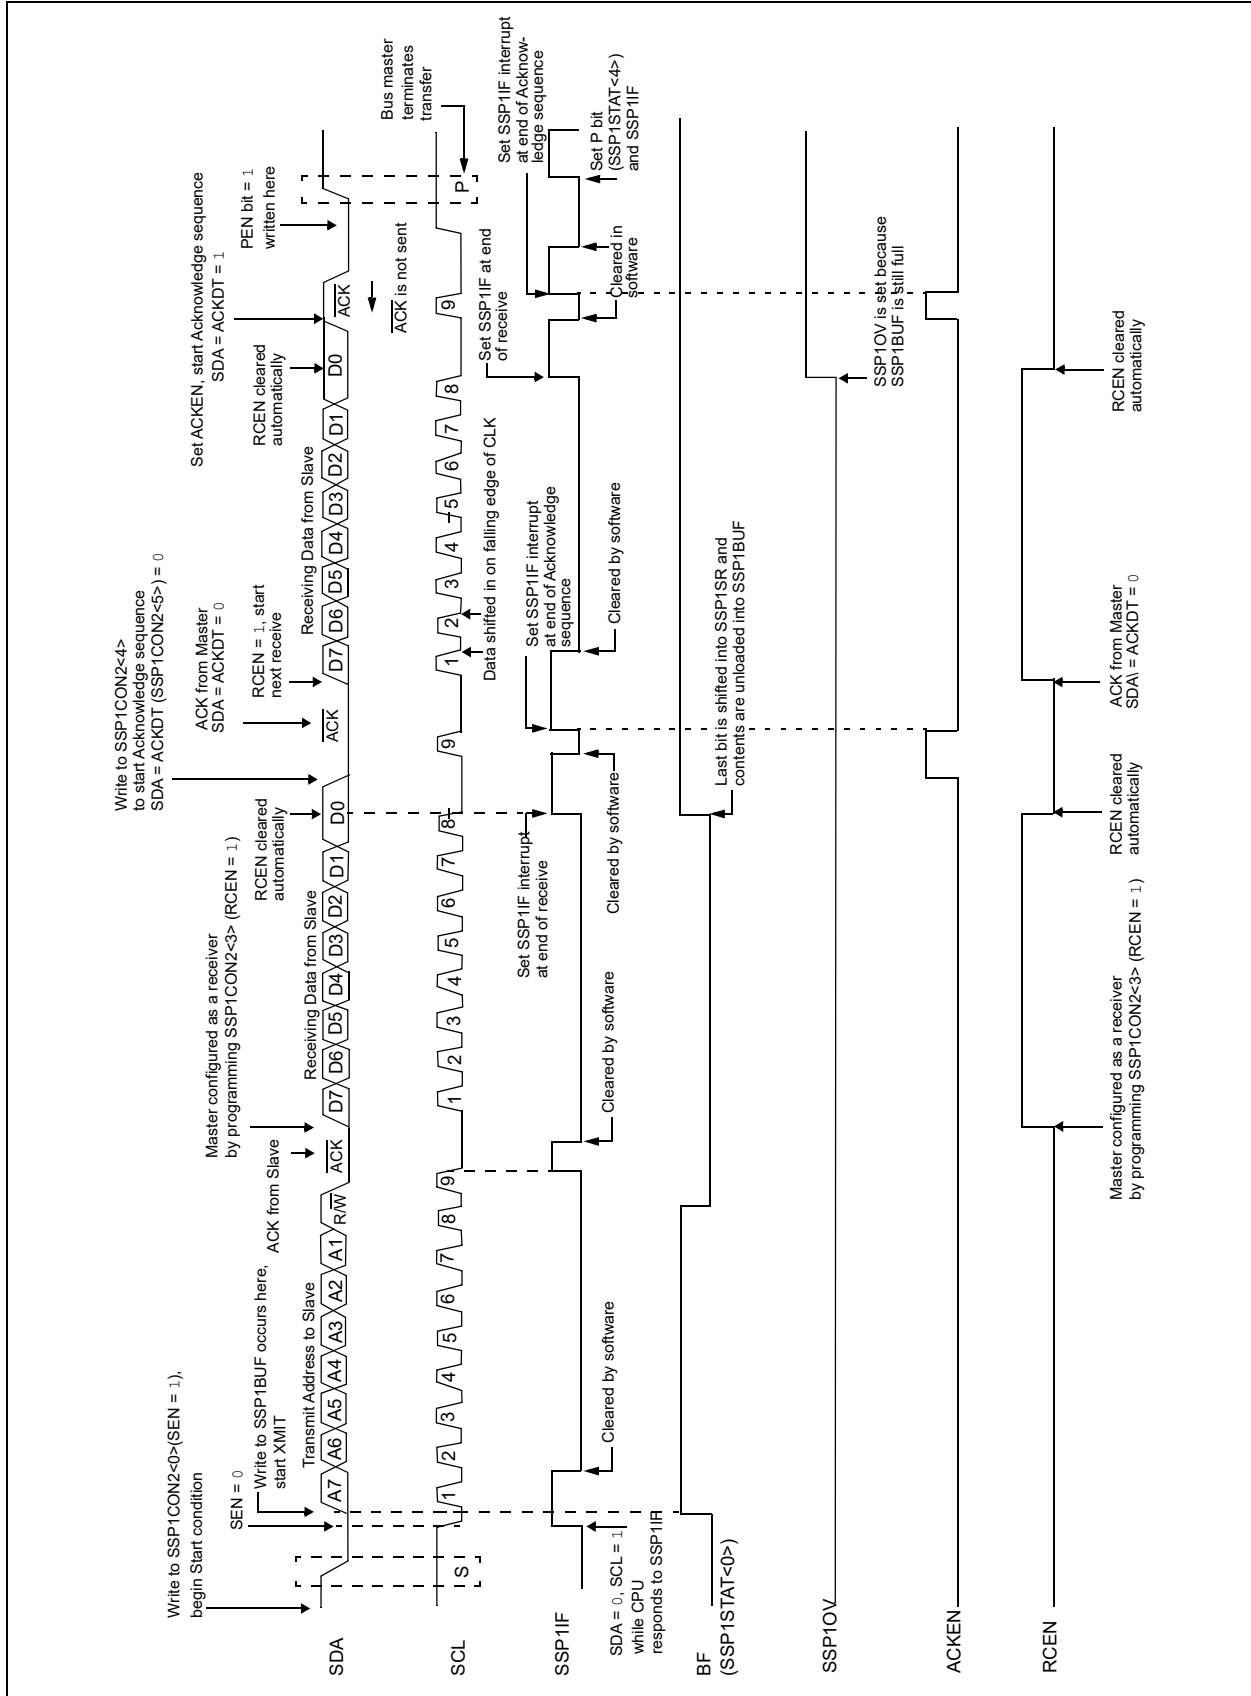 Write to SSP1CON2<0>(SEN = 1),
begin Start condition
SEN = 0
Write to SSP1BUF occurs here,
start XMIT
ACK from Slave
Master configured as a receiver
by programming SSP1CON2<3> (RCEN = 1)
RCEN cleared
automatically
Write to SSP1CON2<4>
to start Acknowledge sequence
SDA = ACKDT (SSP1CON2<5>) = 0
ACK from Master
SDA = ACKDT = 0
RCEN = 1, start
next receive
RCEN cleared
automatically
Set ACKEN, start Acknowledge sequence
SDA = ACKDT = 1
PEN bit = 1
written here
Transmit Address to Slave
Receiving Data from Slave
Receiving Data from Slave
SDA
A7 A6 A5 A4 A3 A2 A1 R/W ACK D7 D6 D5 D4 D3 D2 D1 D0 ACK D7 D6 D5 D4 D3 D2 D1 D0 ACK
ACK is not sent
Bus master
terminates
transfer
SCL
S 1 2 3 4 5 6 7 8 9 1 2 3 4 5 6 7 8 9 1 2 3 4 5 6 7 8 9 P
Data shifted in on falling edge of CLK
Set SSP1IF interrupt
at end of receive
Set SSP1IF interrupt
at end of Acknowledge
sequence
Set SSP1IF at end
of receive
Set SSP1IF interrupt
at end of Acknow-
ledge sequence
SSP1IF
SDA = 0, SCL = 1
while CPU
responds to SSP1IF
Cleared by software
Cleared by software
Cleared by software
Cleared by software
Cleared in
software
Set P bit
(SSP1STAT<4>)
and SSP1IF
BF
(SSP1STAT<0>)
Last bit is shifted into SSP1SR and
contents are unloaded into SSP1BUF
SSP1OV
SSP1OV is set because
SSP1BUF is still full
ACKEN
RCEN
Master configured as a receiver
by programming SSP1CON2<3> (RCEN = 1)
RCEN cleared
automatically
ACK from Master
SDA\ = ACKDT = 0
RCEN cleared
automatically